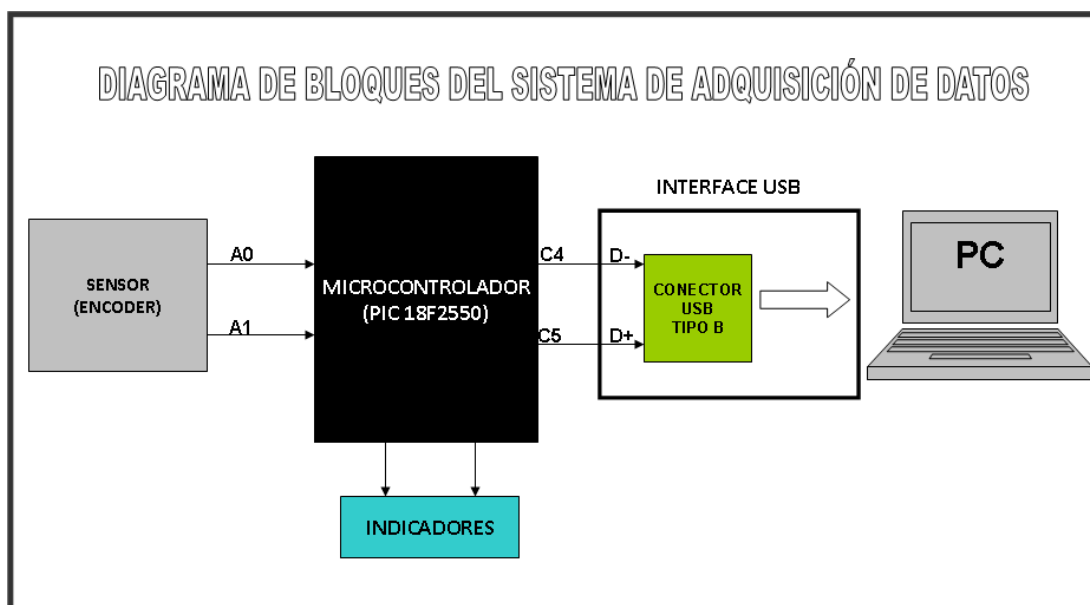 DIAGRAMA DE BLOQUES DEL SISTEMA DE ADQUISICIÓN DE DATOS
SENSOR
(ENCODER)
A0
A1
MICROCONTROLADOR
(PIC 18F2550)
C4
C5
INTERFACE USB
D-
D+
CONECTOR
USB
TIPO B
PC
INDICADORES